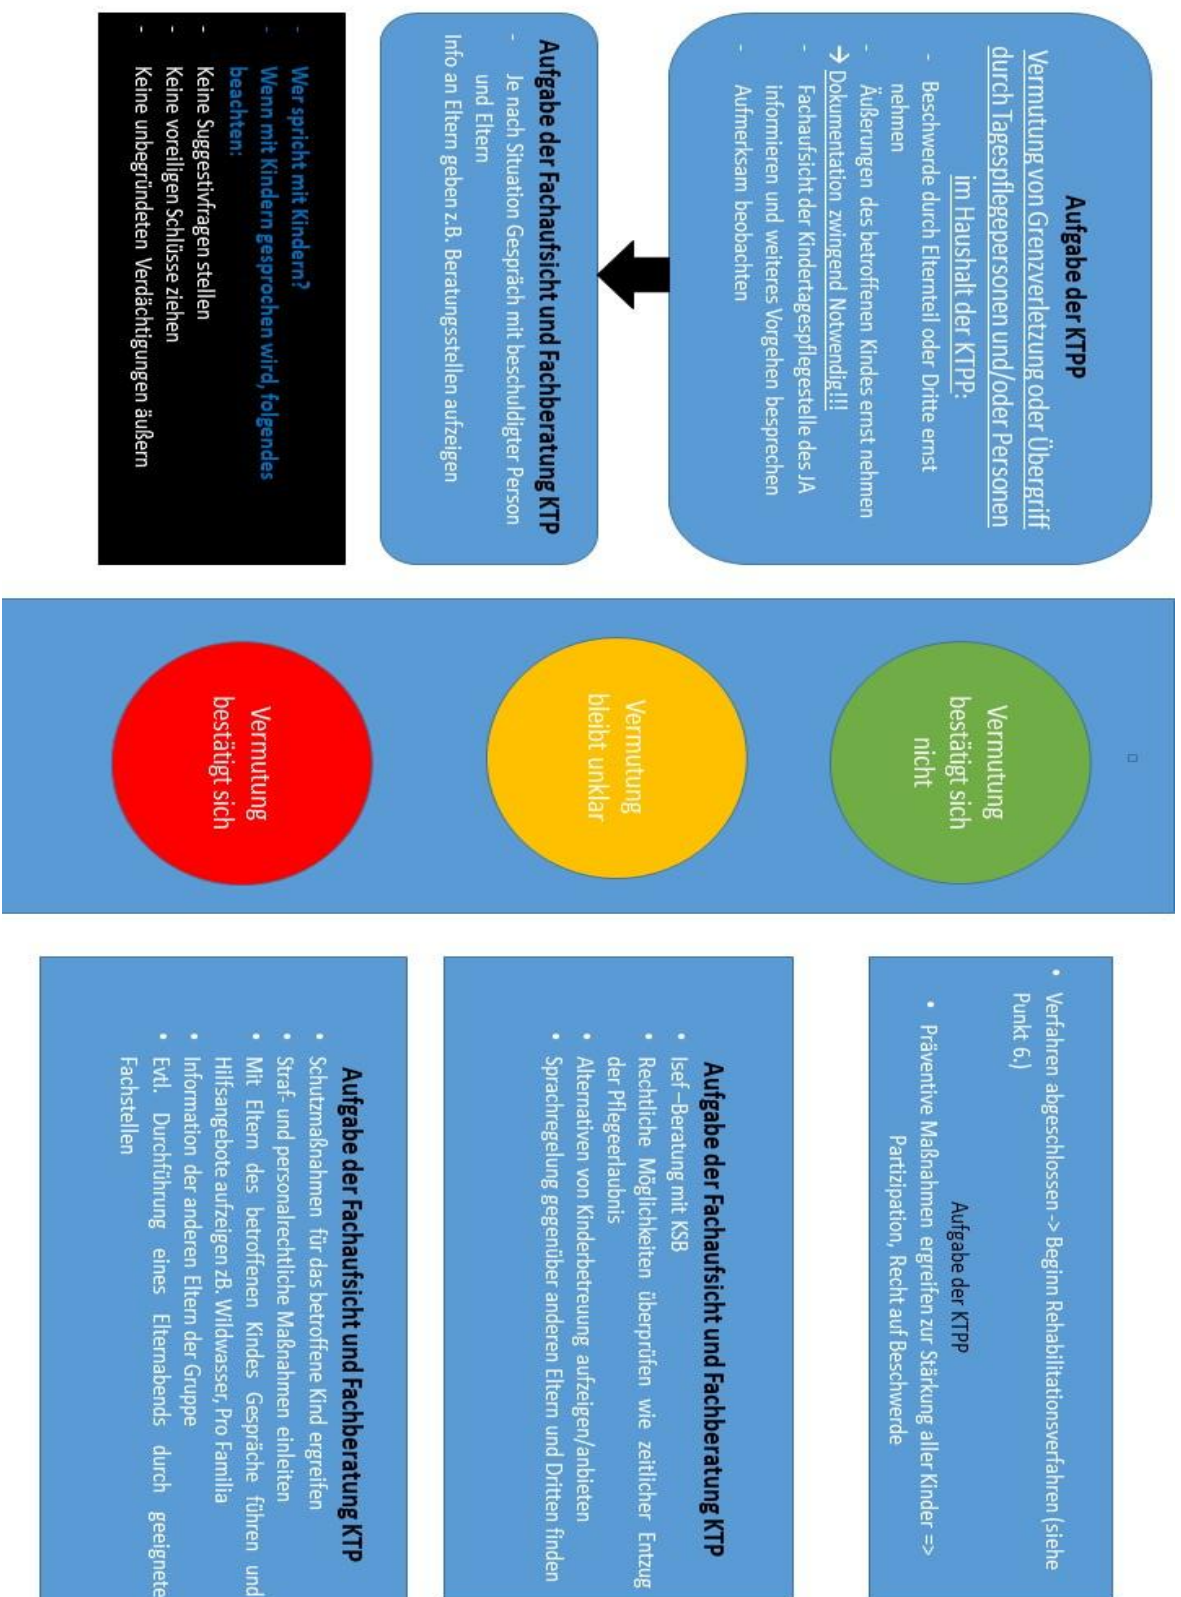 Aufgabe der KTPP
Vermutung von Grenzverletzung oder Übergriff
durch Tagespflegepersonen und/oder Personen
im Haushalt der KTPP:
- Beschwerde durch Elternteil oder Dritte ernst
nehmen
- Äußerungen des betroffenen Kindes ernst nehmen
→ Dokumentation zwingend Notwendig!!!
- Fachaufsicht der Kindertagespflegestelle des JA
informieren und weiteres Vorgehen besprechen
- Aufmerksam beobachten
Aufgabe der Fachaufsicht und Fachberatung KTP
- Je nach Situation Gespräch mit beschuldigter Person
und Eltern
Info an Eltern geben z.B. Beratungsstellen aufzeigen
- Wer spricht mit Kindern?
- Wenn mit Kindern gesprochen wird, folgendes
beachten:
- Keine Suggestivfragen stellen
- Keine voreiligen Schlüsse ziehen
- Keine unbegründeten Verdächtigungen äußern
Vermutung
bestätigt sich
nicht
Vermutung
bleibt unklar
Vermutung
bestätigt sich
• Verfahren abgeschlossen -> Beginn Rehabilitationsverfahren (siehe
Punkt 6.)
Aufgabe der KTPP
• Präventive Maßnahmen ergreifen zur Stärkung aller Kinder =>
Partizipation, Recht auf Beschwerde
Aufgabe der Fachaufsicht und Fachberatung KTP
• Isef –Beratung mit KSB
• Rechtliche Möglichkeiten überprüfen wie zeitlicher Entzug
der Pflegeerlaubnis
• Alternativen von Kinderbetreuung aufzeigen/anbieten
• Sprachregelung gegenüber anderen Eltern und Dritten finden
Aufgabe der Fachaufsicht und Fachberatung KTP
• Schutzmaßnahmen für das betroffene Kind ergreifen
• Straf- und personalrechtliche Maßnahmen einleiten
• Mit Eltern des betroffenen Kindes Gespräche führen und
Hilfsangebote aufzeigen zB. Wildwasser, Pro Familia
• Information der anderen Eltern der Gruppe
• Evtl. Durchführung eines Elternabends durch geeignete
Fachstellen